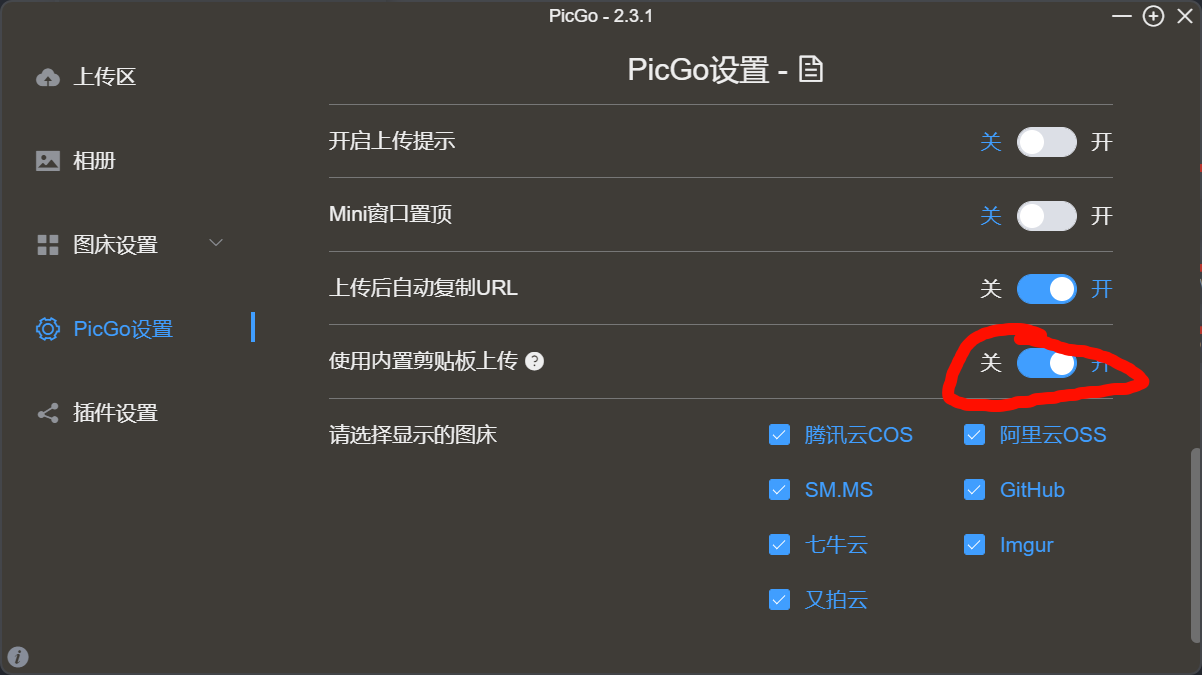 PicGo - 2.3.1
上传区
相册
图床设置
PicGo设置
插件设置
PicGo设置 -
开启上传提示 关 开
Mini窗口置顶 关 开
上传后自动复制URL 关 开
使用内置剪贴板上传 ? 关 开
请选择显示的图床 腾讯云COS 阿里云OSS
SM.MS GitHub
七牛云 Imgur
又拍云